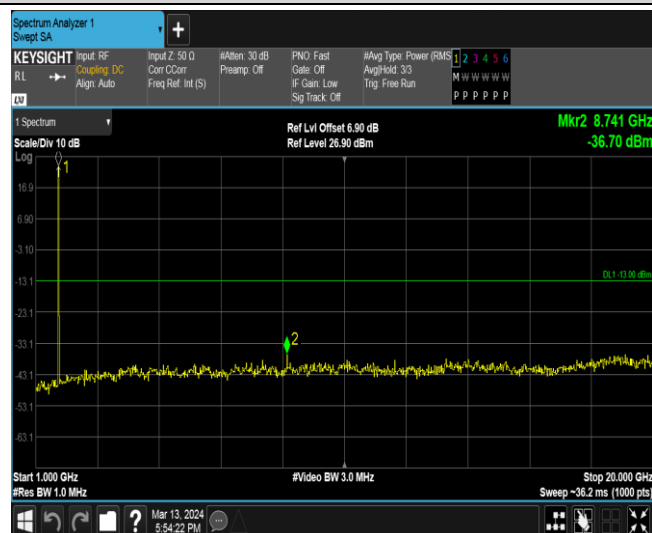 Spectrum Analyzer 1
Swept SA
+
KEYSIGHT
RL
LXI
Input: RF
Coupling: DC
Align: Auto
Input Z: 50 Ω
Corr CCorr
Freq Ref: Int (S)
#Atten: 30 dB
Preamp: Off
PNO: Fast
Gate: Off
IF Gain: Low
Sig Track: Off
#Avg Type: Power (RMS
Avg|Hold: 3/3
Trig: Free Run
1 2 3 4 5 6
M W W W W W
P P P P P P
1 Spectrum
Scale/Div 10 dB
Log
Ref Lvl Offset 6.90 dB
Ref Level 26.90 dBm
Mkr2 8.741 GHz
-36.70 dBm
1
16.9
6.90
-3.10
-13.1
DL1 -13.00 dBm
-23.1
-33.1
2
-43.1
-53.1
-63.1
Start 1.000 GHz
#Res BW 1.0 MHz
#Video BW 3.0 MHz
Stop 20.000 GHz
Sweep ~36.2 ms (1000 pts)
?
Mar 13, 2024
5:54:22 PM